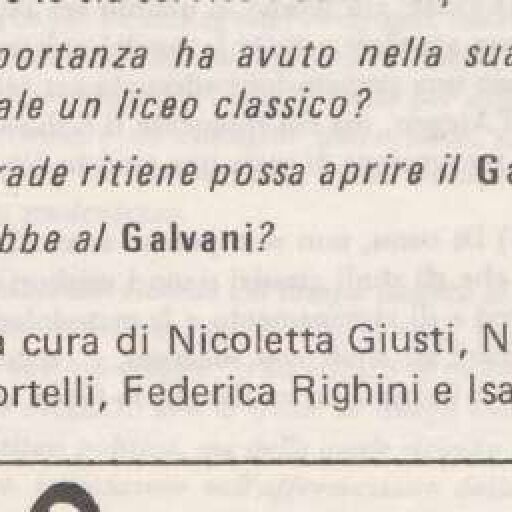 portanza ha avuto nella sua
ale un liceo classico?
rade ritiene possa aprire il Ga
bbe al Galvani?
a cura di Nicoletta Giusti, N
ortelli, Federica Righini e Isa